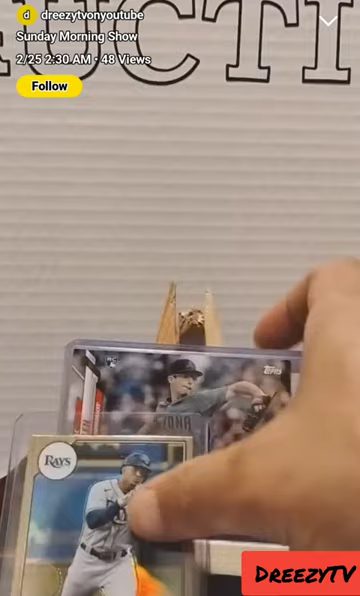 dreezytvonyoutube
Sunday Morning Show
2/25 2:30 AM • 48 Views
Follow
UCTI
Topps
RAYS
DREEZYTV